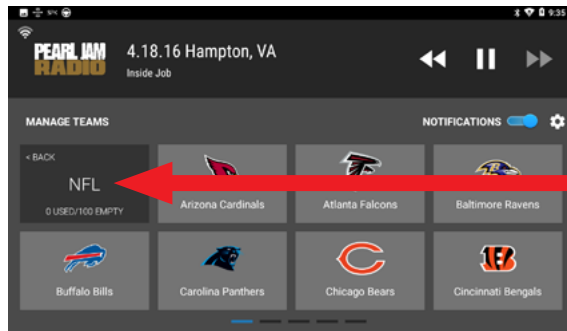 9:35
PEARL JAM
RADIO
4.18.16 Hampton, VA
Inside Job
MANAGE TEAMS
NOTIFICATIONS
< BACK
NFL
0 USED/100 EMPTY
Arizona Cardinals
Atlanta Falcons
Baltimore Ravens
Buffalo Bills
Carolina Panthers
Chicago Bears
Cincinnati Bengals